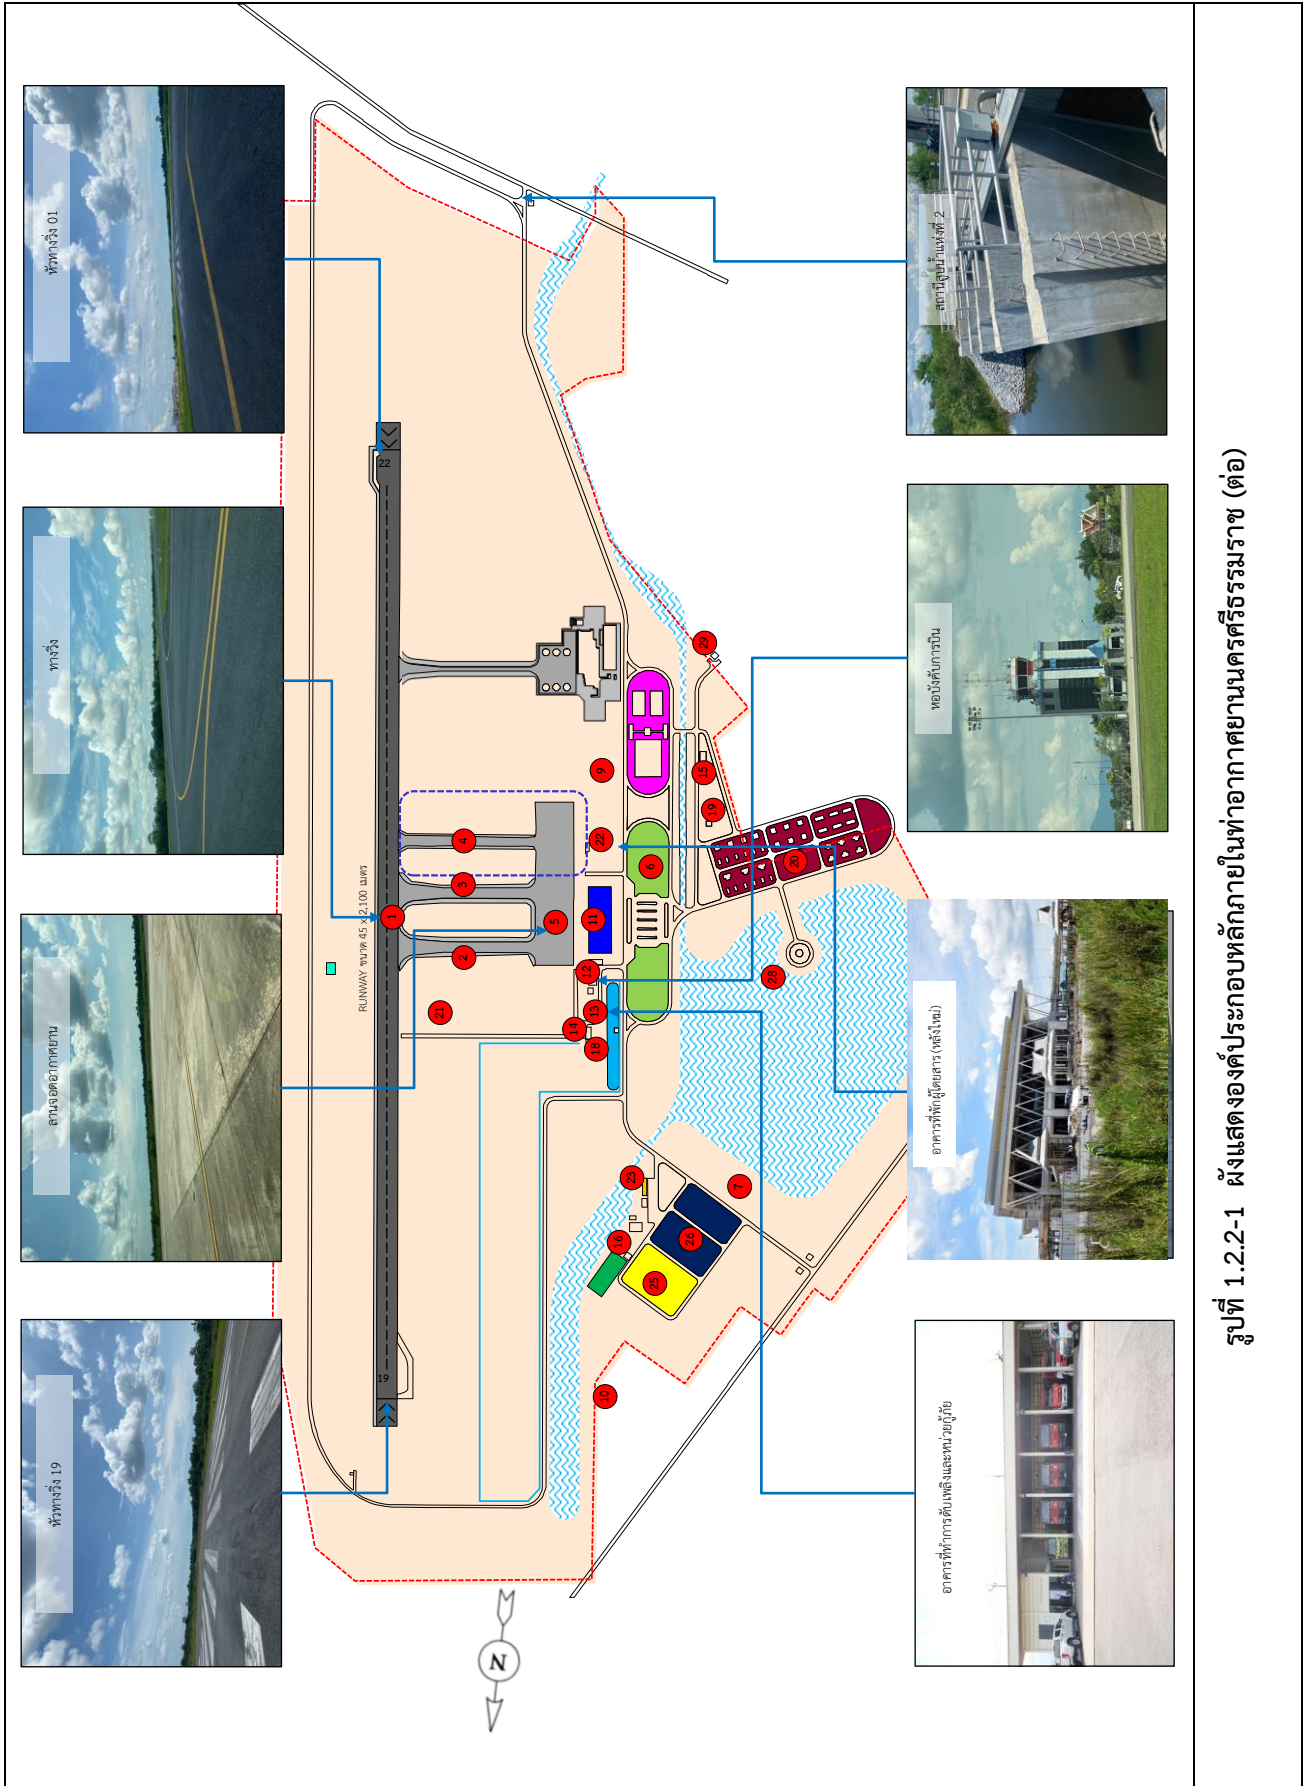 หัวทางวิ่ง 19
ลานจอดอากาศยาน
ทางวิ่ง
หัวทางวิ่ง 01
19
RUNWAY ขนาด 45 x 2,100 เมตร
22
1
21
2
3
4
5
14
10
18
13
12
11
22
9
16
23
6
25
26
29
15
19
7
28
20
N
อาคารที่ทำการดับเพลิงและหน่วยกู้ภัย
อาคารที่พักผู้โดยสาร (หลังใหม่)
หอบังคับการบิน
สถานีสูบน้ำแห่งที่ 2
รูปที่ 1.2.2-1 ผังแสดงองค์ประกอบหลักภายในท่าอากาศยานนครศรีธรรมราช (ต่อ)